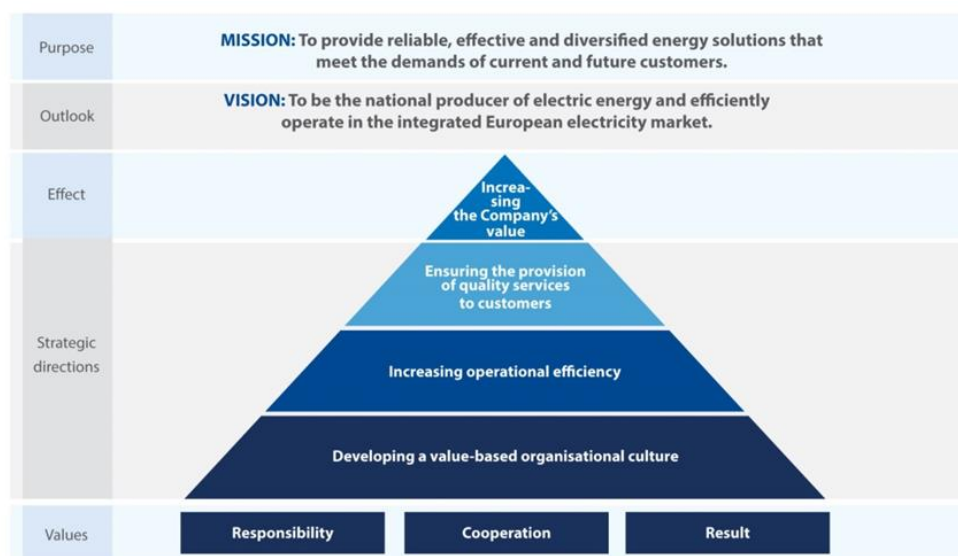 Purpose
MISSION: To provide reliable, effective and diversified energy solutions that
meet the demands of current and future customers.
Outlook
VISION: To be the national producer of electric energy and efficiently
operate in the integrated European electricity market.
Effect
Increa-
sing
the Company's
value
Strategic
directions
Ensuring the provision
of quality services
to customers
Increasing operational efficiency
Developing a value-based organisational culture
Values
Responsibility
Cooperation
Result